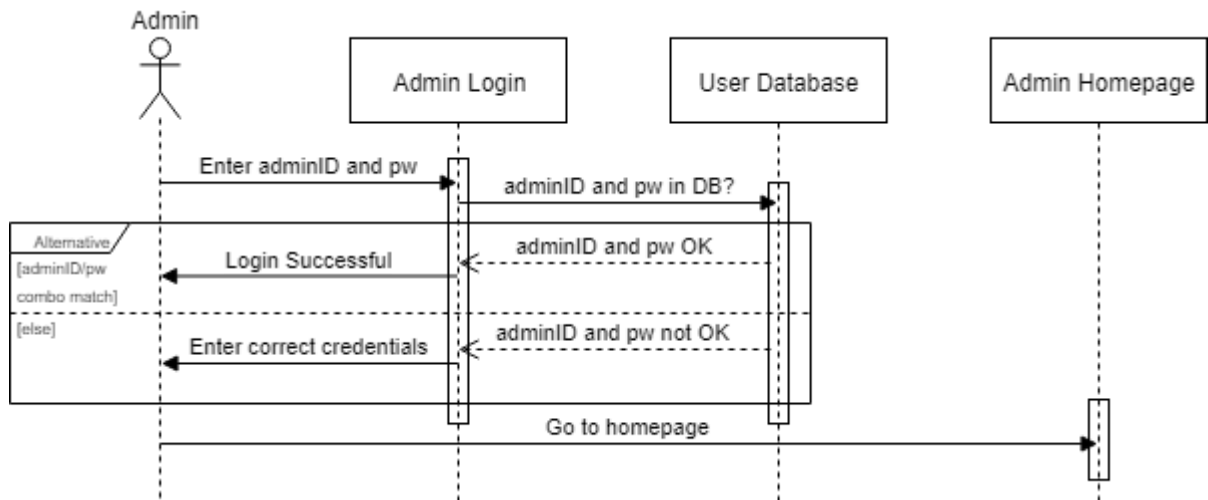 Admin
Admin Login
User Database
Admin Homepage
Enter adminID and pw
adminID and pw in DB?
Alternative
adminID and pw OK
[adminID/pw
combo match]
Login Successful
[else]
adminID and pw not OK
Enter correct credentials
Go to homepage